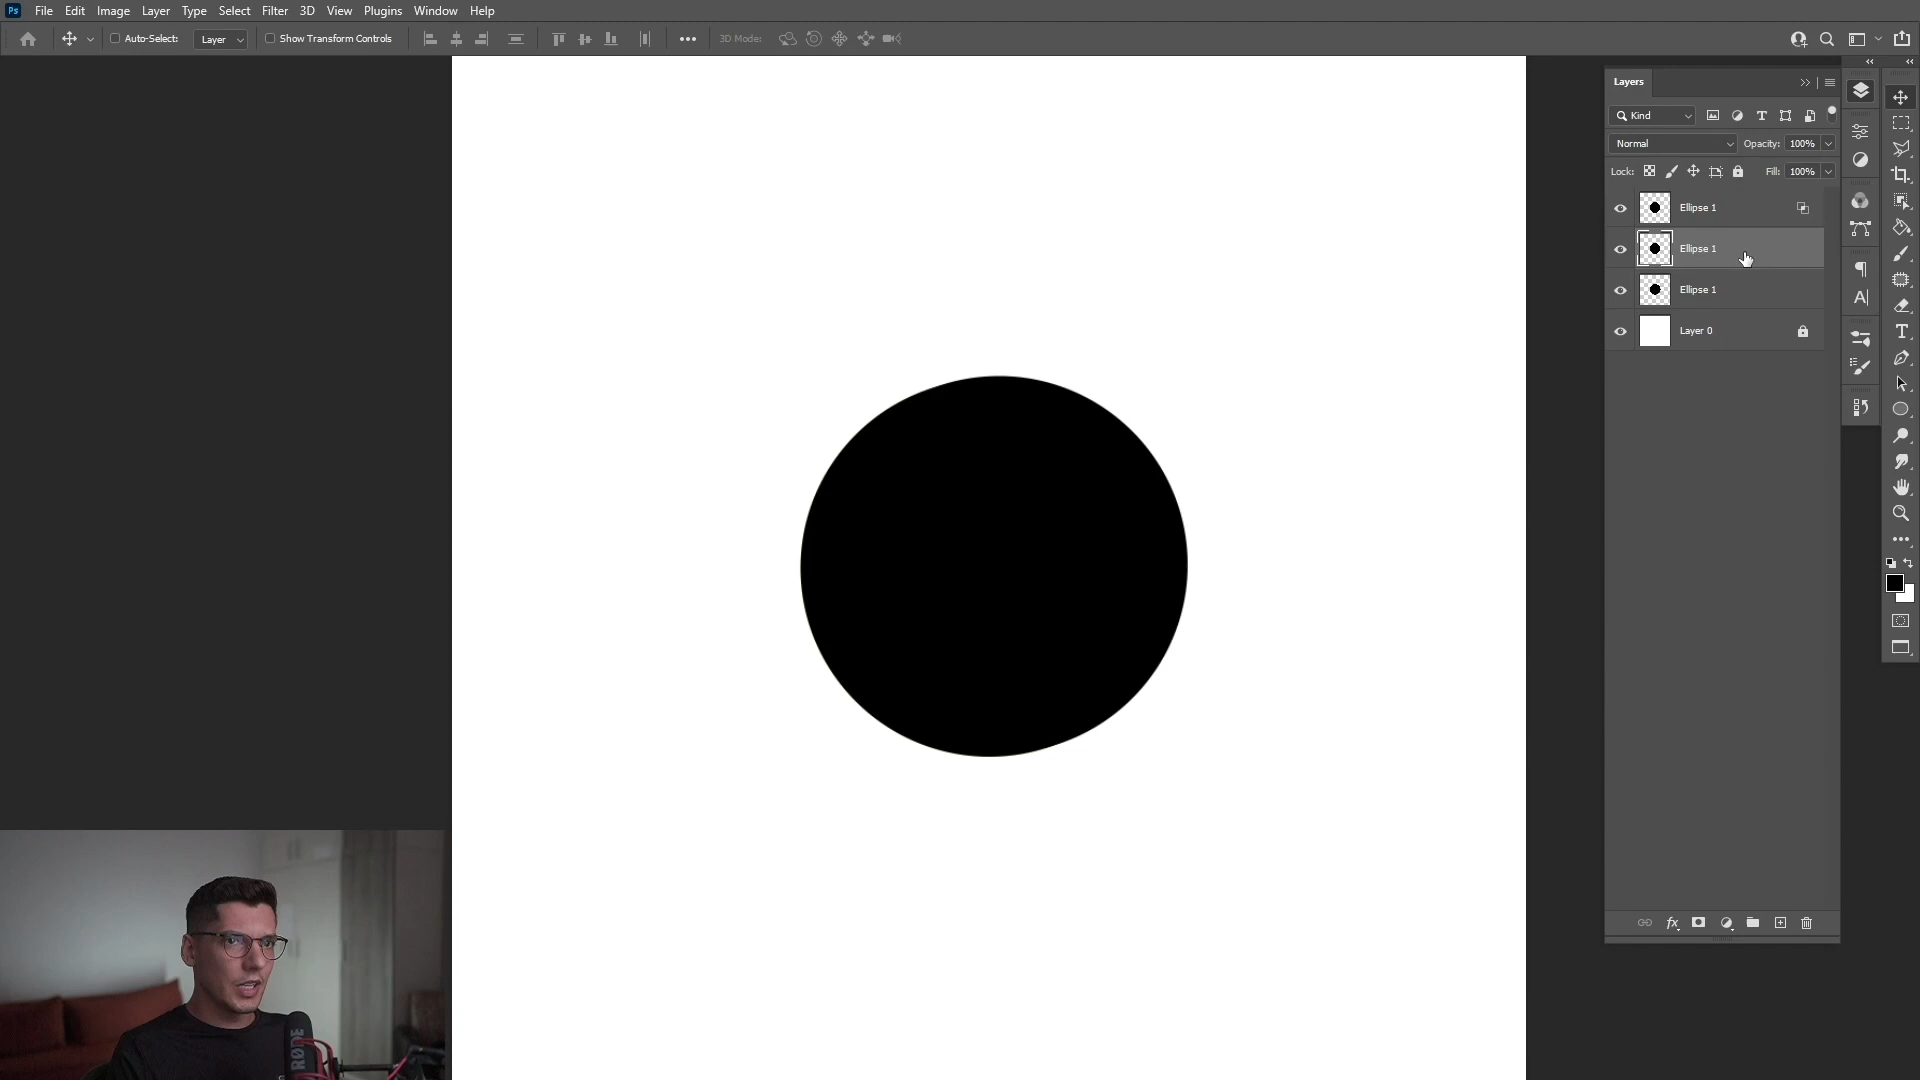 Ps File Edit Image Layer Type Select Filter 3D View Plugins Window Help
Auto-Select: Layer Show Transform Controls 3D Mode:
Layers
Kind
Normal Opacity: 100%
Lock: Fill: 100%
Ellipse 1
Ellipse 1
Ellipse 1
Layer 0
fx
RØDE